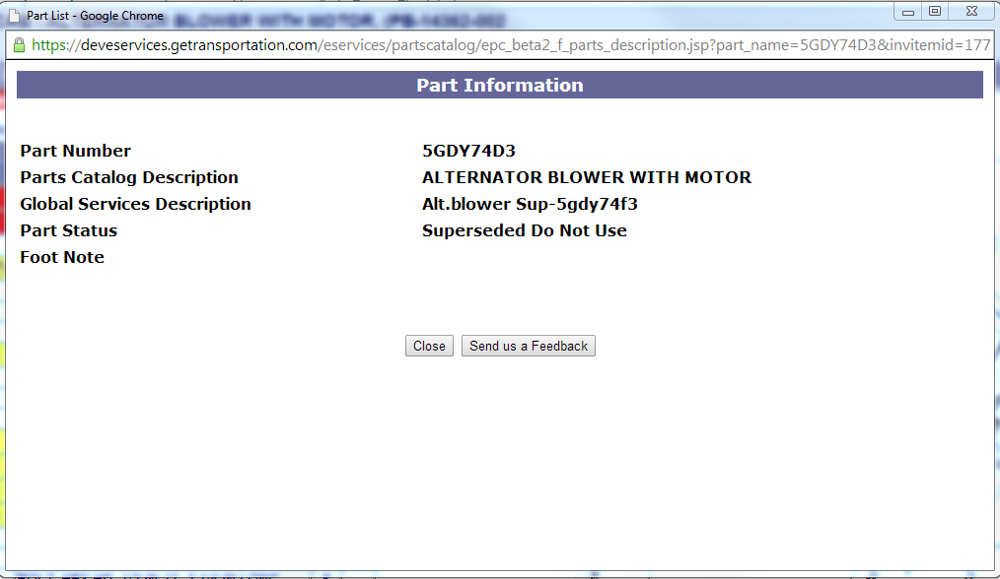 Part List - Google Chrome
https://deveservices.getransportation.com/eservices/partscatalog/epc_beta2_f_parts_description.jsp?part_name=5GDY74D3&invitemid=177
Part Information
Part Number 5GDY74D3
Parts Catalog Description ALTERNATOR BLOWER WITH MOTOR
Global Services Description Alt.blower Sup-5gdy74f3
Part Status Superseded Do Not Use
Foot Note
Close Send us a Feedback